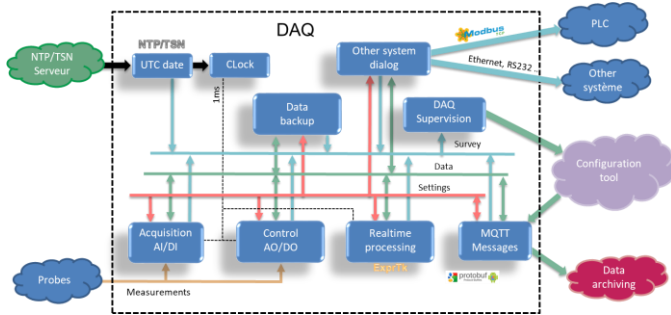 DAQ
Modbus
PLC
NTP/TSN
Serveur
NTP/TSN
UTC date
CLock
Other system
dialog
Ethernet, RS232
Other
système
1ms
Data
backup
DAQ
Supervision
Survey
Data
Settings
Configuration
tool
Acquisition
AI/DI
Control
AO/DO
Realtime
processing
MQTT
Messages
ExorTk
protobuf
Probes
Measurements
Data
archiving